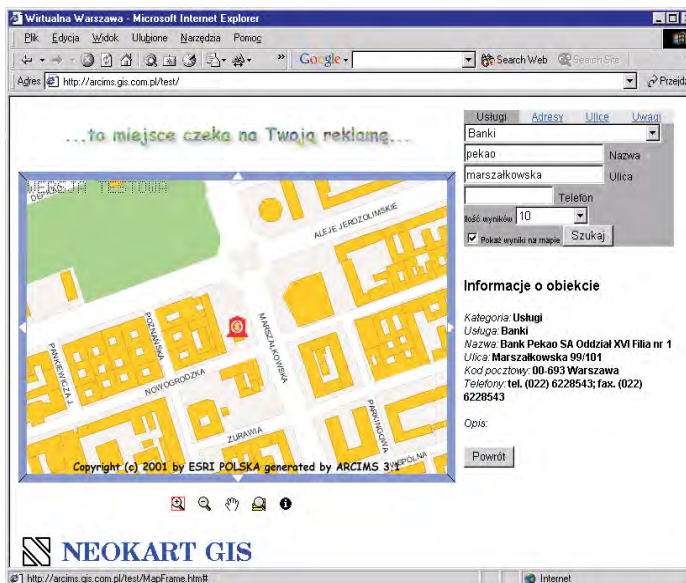 Wirtualna Warszawa - Microsoft Internet Explorer
Plik Edycja Widok Ulubione Narzędzia Pomoc
Google Search Web Search Site
Adres http://arcims.gis.com.pl/test/ Przejdź
...to miejsce czeka na Twoją reklamę...
Usługi Adresy Ulice Uwagi
Banki
pekao Nazwa
marszałkowska Ulica
Telefon
Ilość wyników 10
Pokaż wyniki na mapie Szukaj
WERSJA TESTOWA
ALEJE JEROZOLIMSKIE
POZNAŃSKA
MARSZAŁKOWSKA
PANKIEWICZA J.
NOWOGRODZKA
ŻURAWIA
PARKINGOWA
WSPÓLNA
Copyright (c) 2001 by ESRI POLSKA generated by ARCIMS 3.1
Informacje o obiekcie
Kategoria: Usługi
Usługa: Banki
Nazwa: Bank Pekao SA Oddział XVI Filia nr 1
Ulica: Marszałkowska 99/101
Kod pocztowy: 00-693 Warszawa
Telefony: tel. (022) 6228543; fax. (022)
6228543
Opis:
Powrót
NEOKART GIS
http://arcims.gis.com.pl/test/MapFrame.htm# Internet